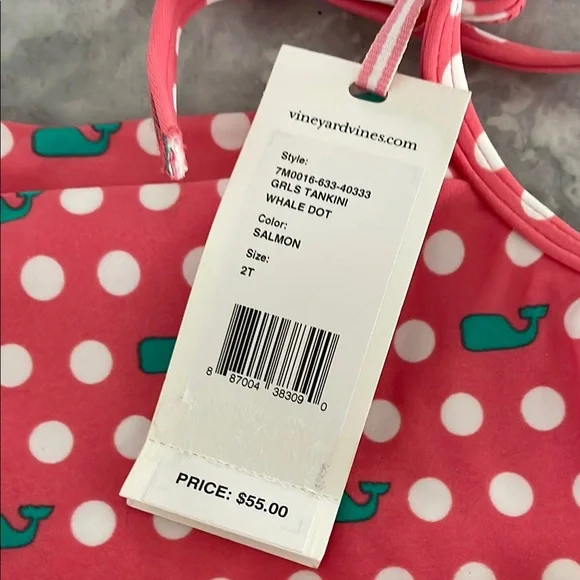 vineyardvines.com
Style:
7M0016-633-40333
GRLS TANKINI
WHALE DOT
Color:
SALMON
Size:
2T
8 87004 38309 0
PRICE: $55.00